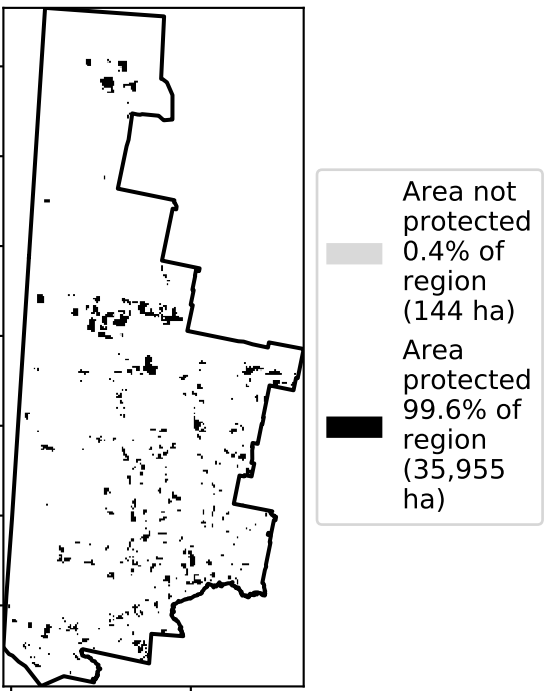 Area not
protected
0.4% of
region
(144 ha)
Area
protected
99.6% of
region
(35,955
ha)